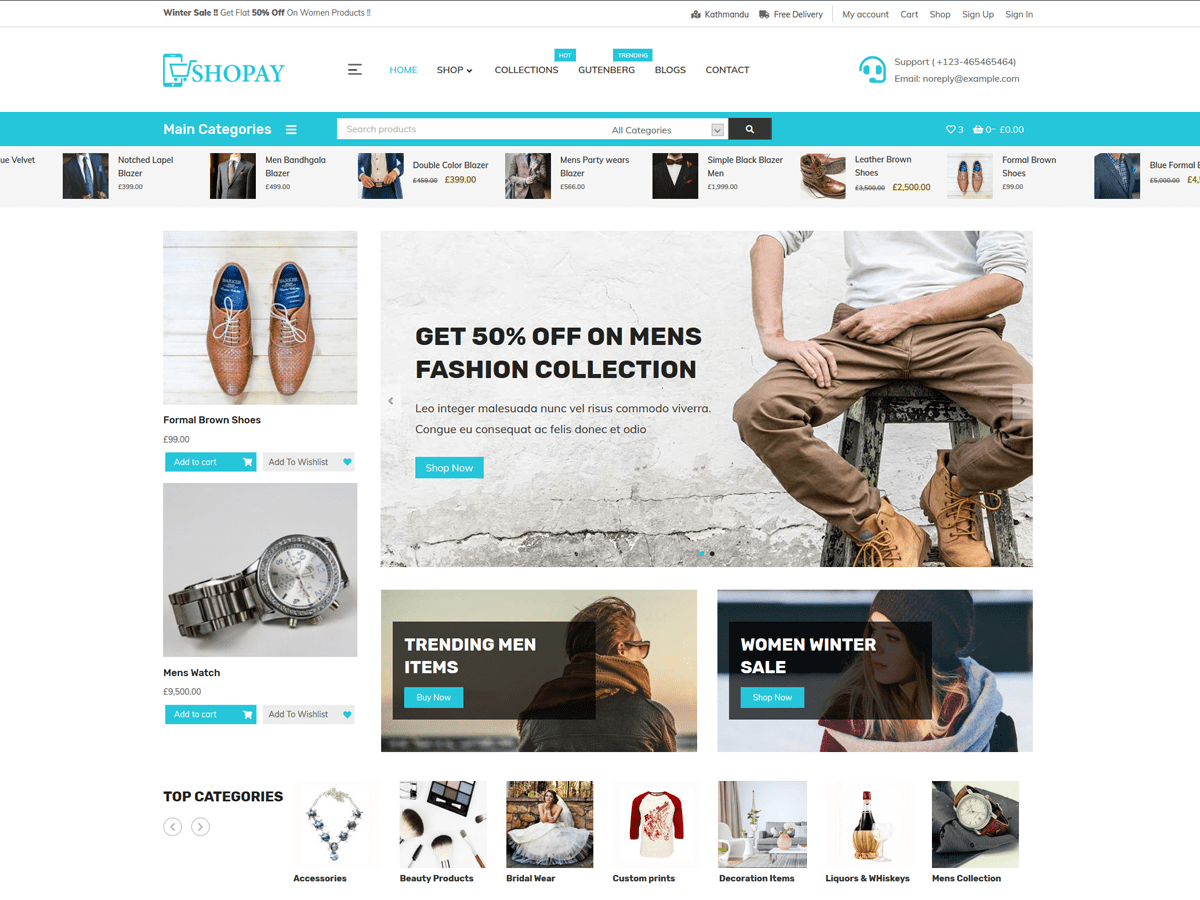 Winter Sale !! Get Flat 50% Off On Women Products !!
Kathmandu Free Delivery My account Cart Shop Sign Up Sign In
SHOPAY
HOT
TRENDING
HOME SHOP COLLECTIONS GUTENBERG BLOGS CONTACT
Support ( +123-465465464)
Email: noreply@example.com
Main Categories
Search products
All Categories
3 0- £0.00
ue Velvet
Notched Lapel
Blazer
£399.00
Men Bandhgala
Blazer
£499.00
Double Color Blazer
£459.00 £399.00
Mens Party wears
Blazer
£566.00
Simple Black Blazer
Men
£1,999.00
Leather Brown
Shoes
£3,500.00 £2,500.00
Formal Brown
Shoes
£99.00
Blue Formal B
£5,000.00 £4,
GET 50% OFF ON MENS
FASHION COLLECTION
Leo integer malesuada nunc vel risus commodo viverra.
Congue eu consequat ac felis donec et odio
Shop Now
Formal Brown Shoes
£99.00
Add to cart Add To Wishlist
Mens Watch
£9,500.00
Add to cart Add To Wishlist
TRENDING MEN
ITEMS
Buy Now
WOMEN WINTER
SALE
Shop Now
TOP CATEGORIES
Accessories
Beauty Products
Bridal Wear
Custom prints
Decoration Items
Liquors & WHiskeys
Mens Collection